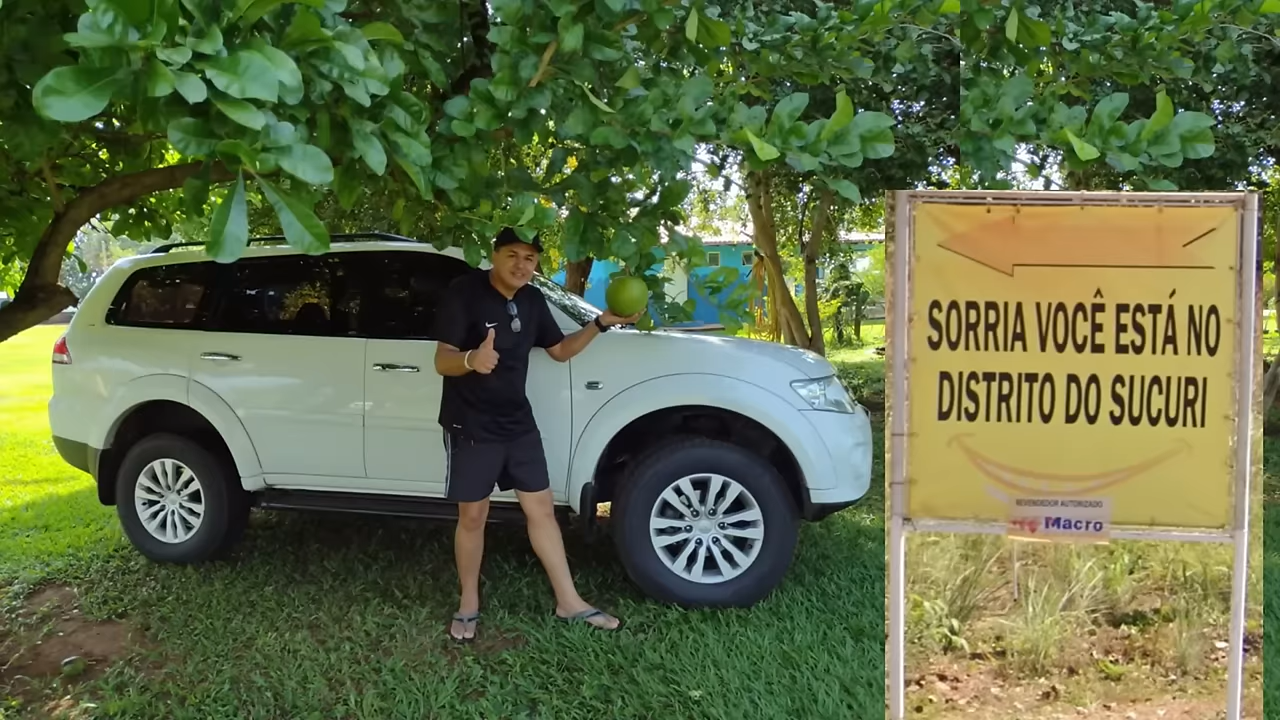 SORRIA VOCÊ ESTÁ NO
DISTRITO DO SUCURI
REVENDEDOR AUTORIZADO
Macro